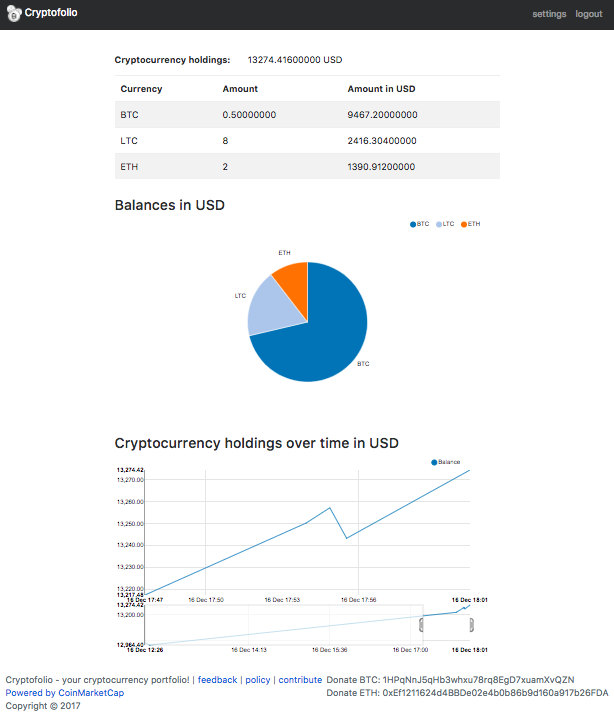 Cryptofolio settings logout
Cryptocurrency holdings: 13274.41600000 USD
Currency Amount Amount in USD
BTC 0.50000000 9467.20000000
LTC 8 2416.30400000
ETH 2 1390.91200000
Balances in USD
BTC LTC ETH
ETH
LTC
BTC
Cryptocurrency holdings over time in USD
Balance
13,274.42
13,270.00
13,260.00
13,250.00
13,240.00
13,230.00
13,220.00
13,217.48
16 Dec 17:47 16 Dec 17:50 16 Dec 17:53 16 Dec 17:56 16 Dec 18:01
13,274.42
13,200.00
12,964.40
16 Dec 12:26 16 Dec 14:13 16 Dec 15:36 16 Dec 17:00 16 Dec 18:01
Cryptofolio - your cryptocurrency portfolio! | feedback | policy | contribute Donate BTC: 1HPqNnJ5qHb3whxu78rq8EgD7xuamXvQZN
Powered by CoinMarketCap Donate ETH: 0xEf1211624d4BBDe02e4b0b86b9d160a917b26FDA
Copyright © 2017